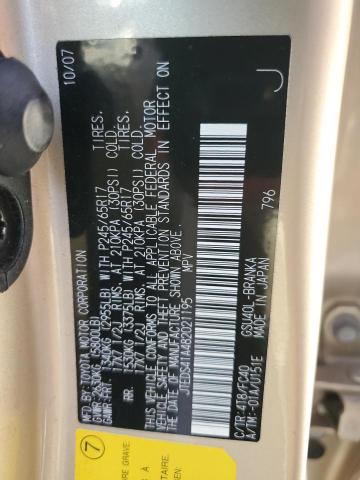 MFD BY TOYOTA MOTOR CORPORATION 10/07
GVWR 2630KG (5800LB)
GAWR FRT. 1340KG (2955LB) WITH P245/65R17 TIRES,
17X7 1/2J RIMS, AT 210KPA (30PSI) COLD.
RR. 1530KG (3375LB) WITH P245/65R17 TIRES,
17X7 1/2J RIMS, AT 210KPA (30PSI) COLD.
THIS VEHICLE CONFORMS TO ALL APPLICABLE FEDERAL MOTOR
VEHICLE SAFETY AND THEFT PREVENTION STANDARDS IN EFFECT ON
THE DATE OF MANUFACTURE SHOWN ABOVE.
JTEDS41A482021195 MPV
J
C/TR:4T8-FC40 GSU40L-BRANKA
A/TM:-01A/U151E MADE IN JAPAN
796
7
GRAVE